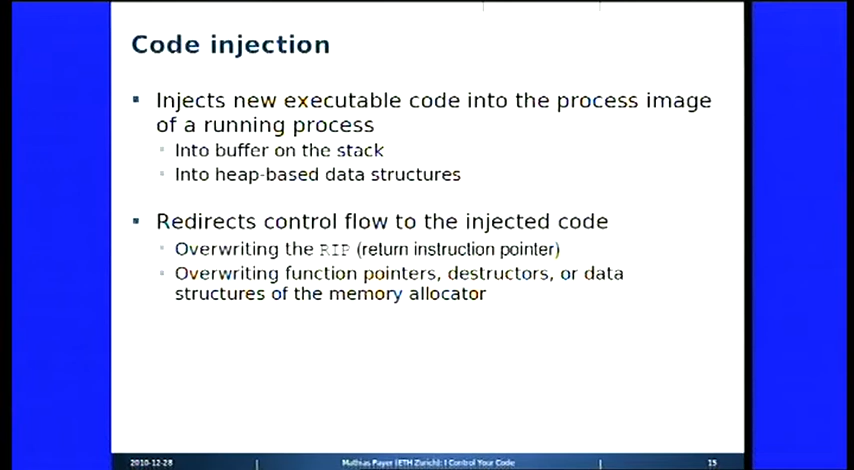 Code injection
Injects new executable code into the process image
of a running process
Into buffer on the stack
Into heap-based data structures
Redirects control flow to the injected code
Overwriting the RIP (return instruction pointer)
Overwriting function pointers, destructors, or data
structures of the memory allocator
2010-12-28
Mathias Payer (ETH Zurich): I Control Your Code
15